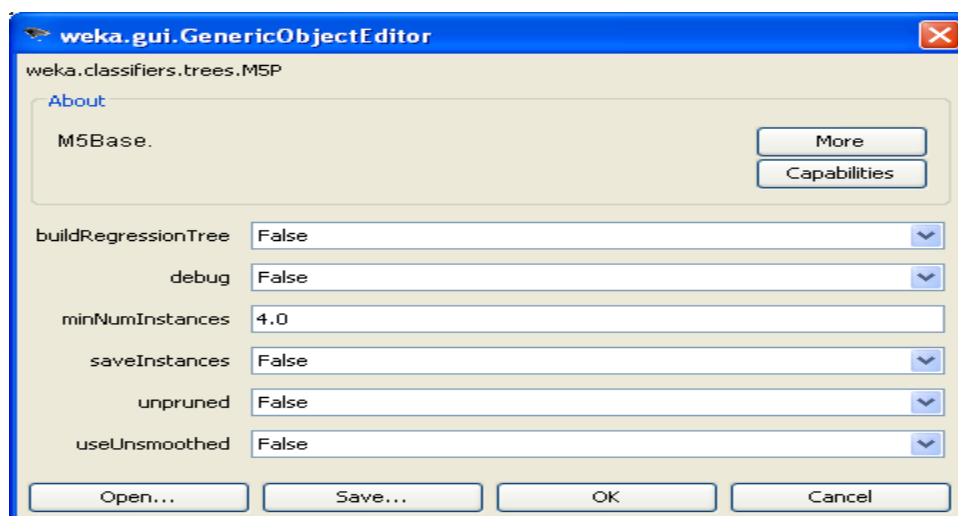 weka.gui.GenericObjectEditor
weka.classifiers.trees.M5P
About
M5Base.
More
Capabilities
buildRegressionTree False
debug False
minNumInstances 4.0
saveInstances False
unpruned False
useUnsmoothed False
Open... Save... OK Cancel